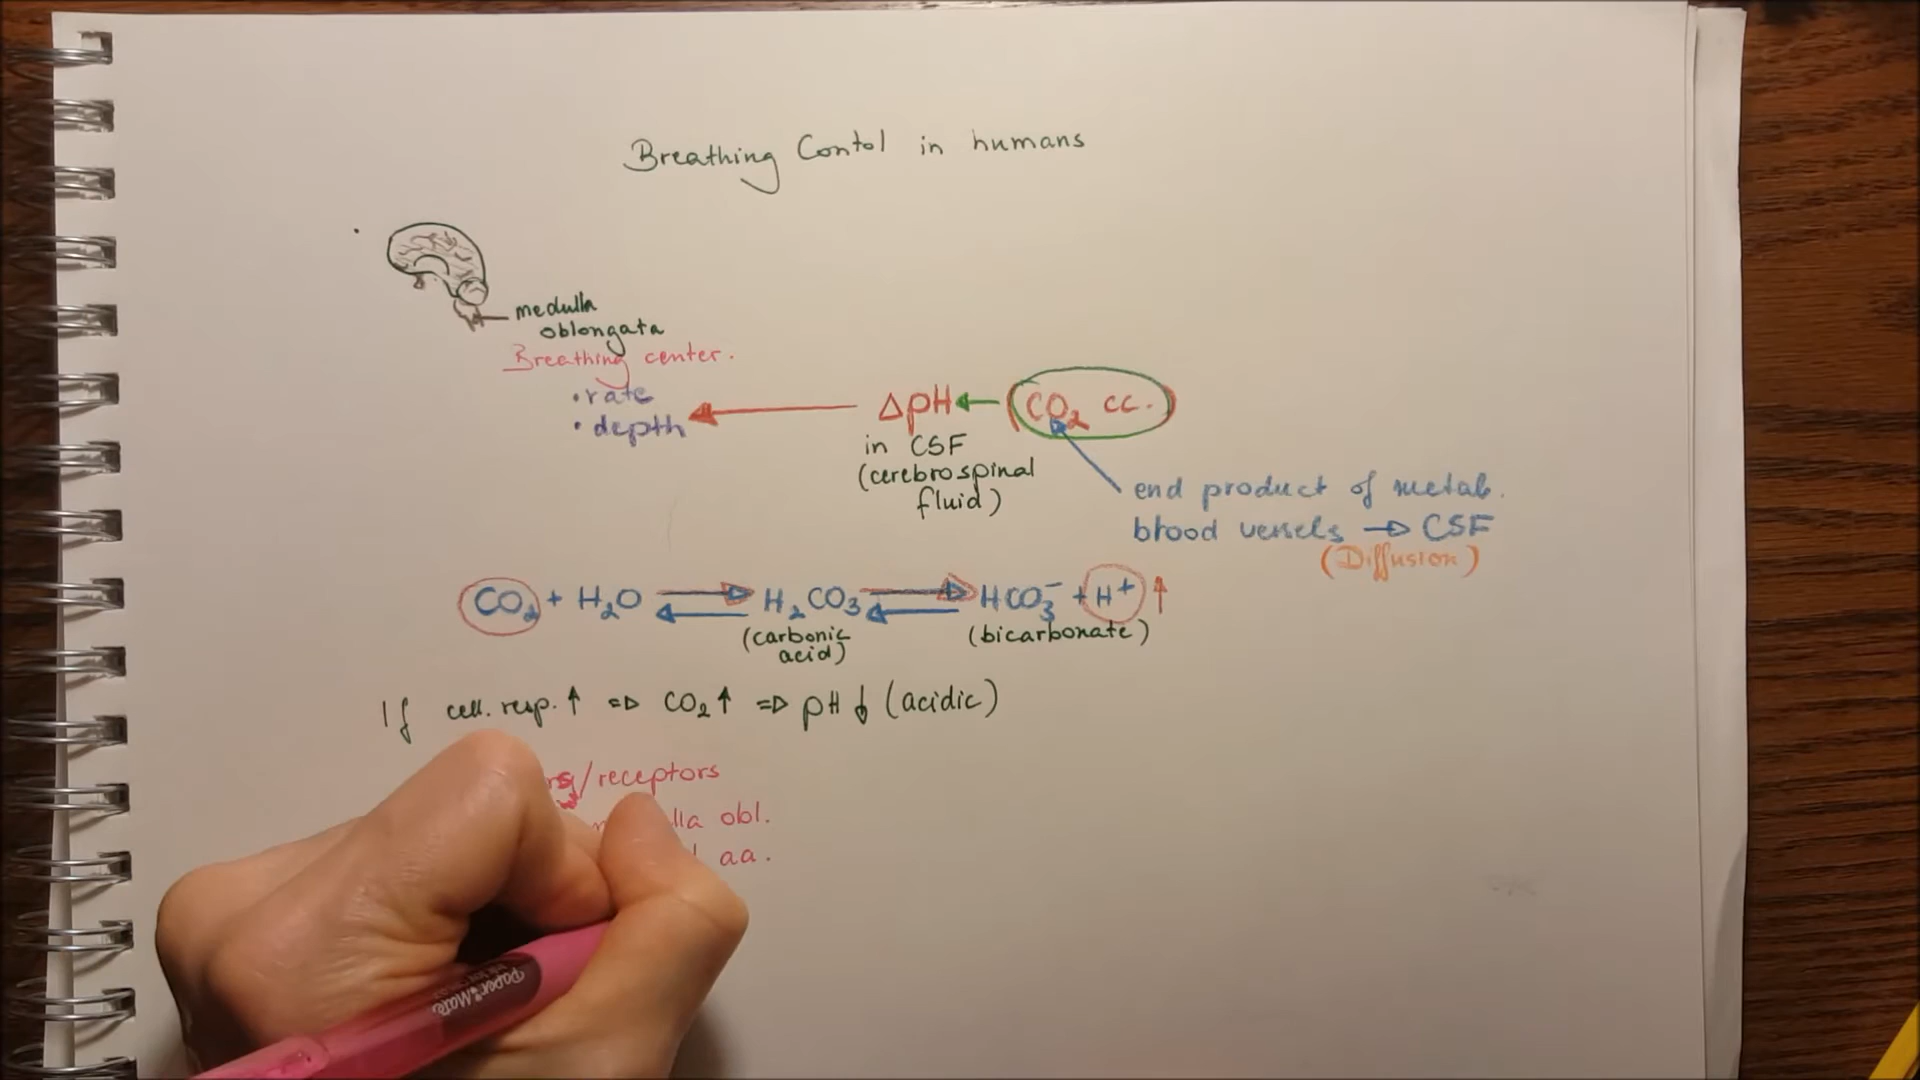 Breathing Contol in humans
medulla
oblongata
Breathing center.
• rate
• depth
ΔpH ← CO₂ cc.
in CSF
(cerebrospinal
fluid)
end product of metab.
blood vessels → CSF
(Diffusion)
CO₂ + H₂O ⇄ H₂CO₃ ⇄ HCO₃⁻ + H⁺ ↑
(carbonic
acid)
(bicarbonate)
If cell. resp. ↑ ⇒ CO₂ ↑ ⇒ pH ↓ (acidic)
/receptors
obl.
aa.
Paper:Mate